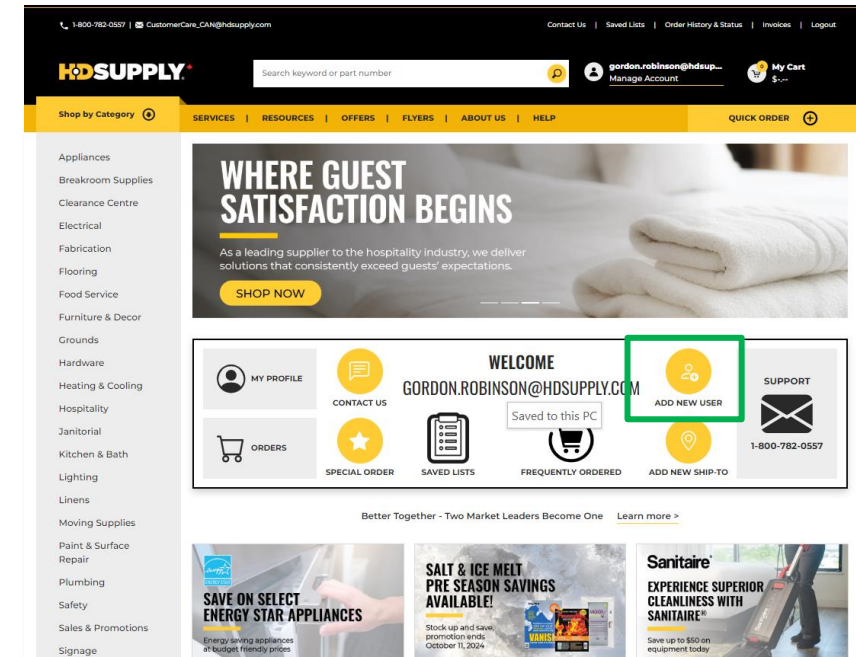 1-800-782-0557 | CustomerCare_CAN@hdsupply.com
Contact Us | Saved Lists | Order History & Status | Invoices | Logout
HDSUPPLY
Search keyword or part number
gordon.robinson@hdsup...
Manage Account
0
My Cart
$-.--
Shop by Category
SERVICES | RESOURCES | OFFERS | FLYERS | ABOUT US | HELP
QUICK ORDER
Appliances
Breakroom Supplies
Clearance Centre
Electrical
Fabrication
Flooring
Food Service
Furniture & Decor
Grounds
Hardware
Heating & Cooling
Hospitality
Janitorial
Kitchen & Bath
Lighting
Linens
Moving Supplies
Paint & Surface
Repair
Plumbing
Safety
Sales & Promotions
Signage
WHERE GUEST
SATISFACTION BEGINS
As a leading supplier to the hospitality industry, we deliver
solutions that consistently exceed guests' expectations.
SHOP NOW
MY PROFILE
CONTACT US
WELCOME
GORDON.ROBINSON@HDSUPPLY.COM
Saved to this PC
ADD NEW USER
SUPPORT
1-800-782-0557
ORDERS
SPECIAL ORDER
SAVED LISTS
FREQUENTLY ORDERED
ADD NEW SHIP-TO
Better Together - Two Market Leaders Become One Learn more >
ENERGY STAR
SAVE ON SELECT
ENERGY STAR APPLIANCES
Energy saving appliances
at budget friendly prices
SALT & ICE MELT
PRE SEASON SAVINGS
AVAILABLE!
Stock up and save,
promotion ends
October 11, 2024
VANISH
Sanitaire
EXPERIENCE SUPERIOR
CLEANLINESS WITH
SANITAIRE®
Save up to $50 on
equipment today